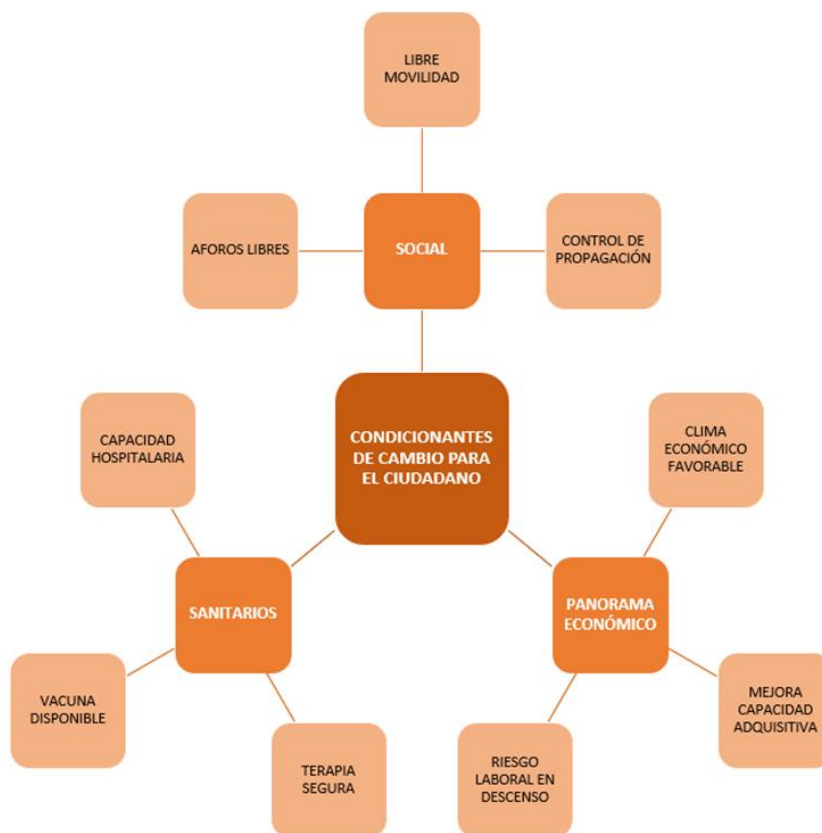 LIBRE
MOVILIDAD
AFOROS LIBRES
SOCIAL
CONTROL DE
PROPAGACIÓN
CONDICIONANTES
DE CAMBIO PARA
EL CIUDADANO
CAPACIDAD
HOSPITALARIA
CLIMA
ECONÓMICO
FAVORABLE
SANITARIOS
PANORAMA
ECONÓMICO
VACUNA
DISPONIBLE
TERAPIA
SEGURA
RIESGO
LABORAL EN
DESCENSO
MEJORA
CAPACIDAD
ADQUISITIVA